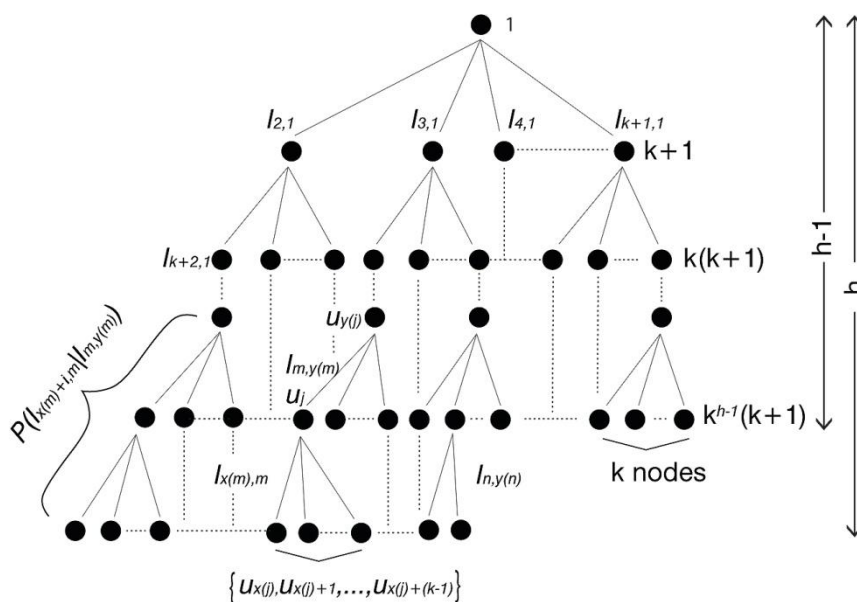 1
l2,1 l3,1 l4,1 lk+1,1
k+1
lk+2,1
k(k+1)
h-1
h
uy(j)
P(lx(m)+i,m|lm,y(m))
lm,y(m)
uj
k^h-1(k+1)
lx(m),m
ln,y(n)
k nodes
{ux(j),ux(j)+1,...,ux(j)+(k-1)}